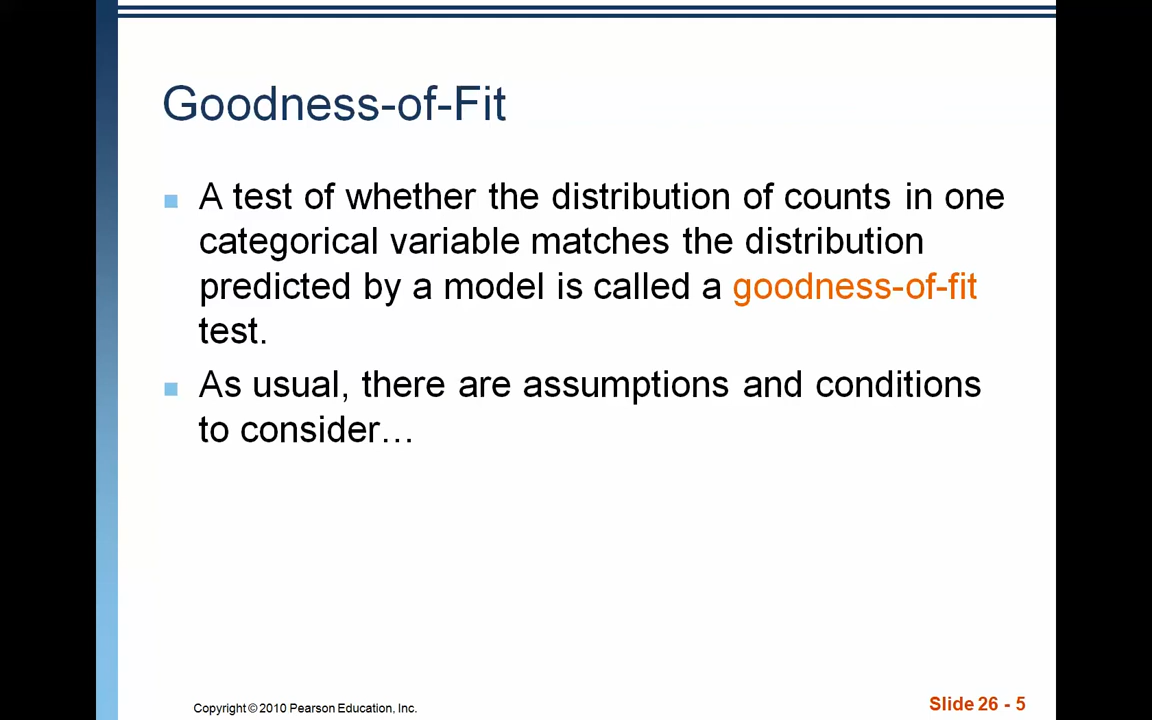 Goodness-of-Fit
A test of whether the distribution of counts in one
categorical variable matches the distribution
predicted by a model is called a goodness-of-fit
test.
As usual, there are assumptions and conditions
to consider…
Copyright © 2010 Pearson Education, Inc.
Slide 26 - 5